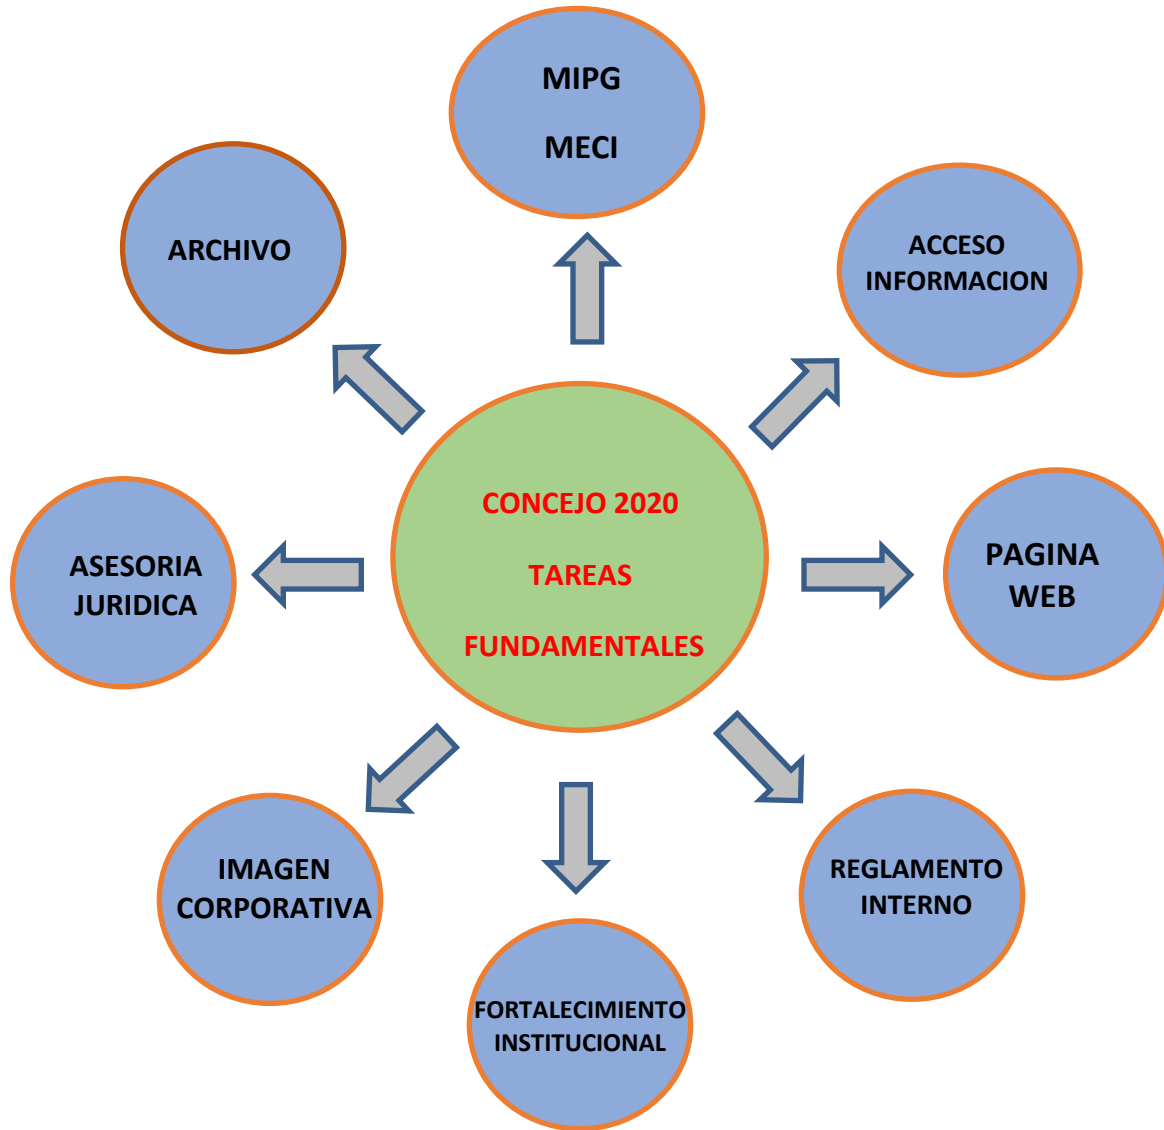 MIPG
MECI
ARCHIVO
ACCESO
INFORMACION
CONCEJO 2020
TAREAS
FUNDAMENTALES
ASESORIA
JURIDICA
PAGINA
WEB
IMAGEN
CORPORATIVA
REGLAMENTO
INTERNO
FORTALECIMIENTO
INSTITUCIONAL